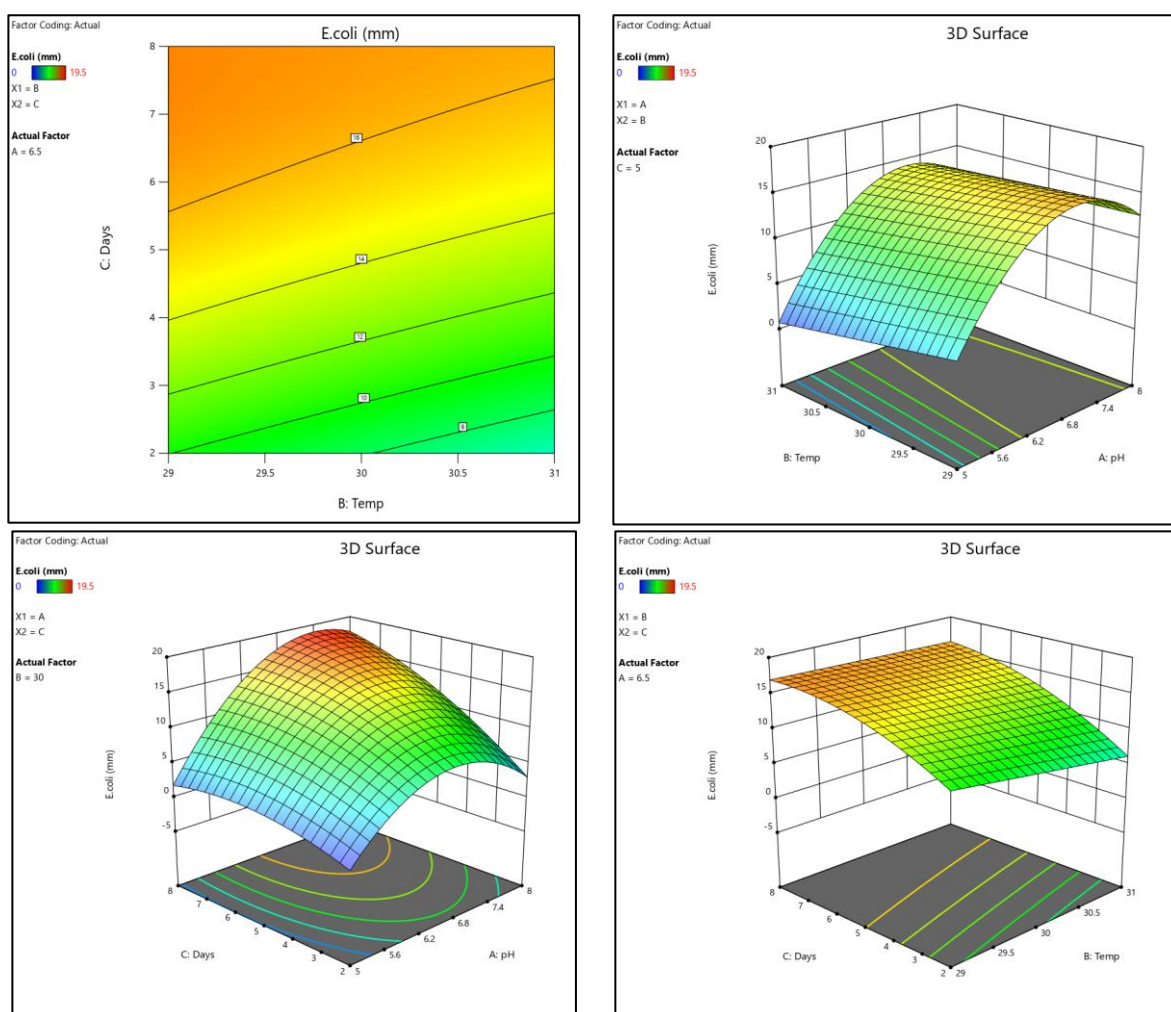 Factor Coding: Actual
E.coli (mm)
E.coli (mm)
0 19.5
X1 = B
X2 = C
Actual Factor
A = 6.5
C: Days
8
7
6
5
4
3
2
16
14
12
10
8
29 29.5 30 30.5 31
B: Temp
Factor Coding: Actual
3D Surface
E.coli (mm)
0 19.5
X1 = A
X2 = B
Actual Factor
C = 5
E.coli (mm)
20
15
10
5
0
31
30.5
30
29.5
29
B: Temp
8
7.4
6.8
6.2
5.6
5
A: pH
Factor Coding: Actual
3D Surface
E.coli (mm)
0 19.5
X1 = A
X2 = C
Actual Factor
B = 30
E.coli (mm)
20
15
10
5
0
-5
8
7
6
5
4
3
2
C: Days
8
7.4
6.8
6.2
5.6
5
A: pH
Factor Coding: Actual
3D Surface
E.coli (mm)
0 19.5
X1 = B
X2 = C
Actual Factor
A = 6.5
E.coli (mm)
20
15
10
5
0
-5
8
7
6
5
4
3
2
C: Days
31
30.5
30
29.5
29
B: Temp